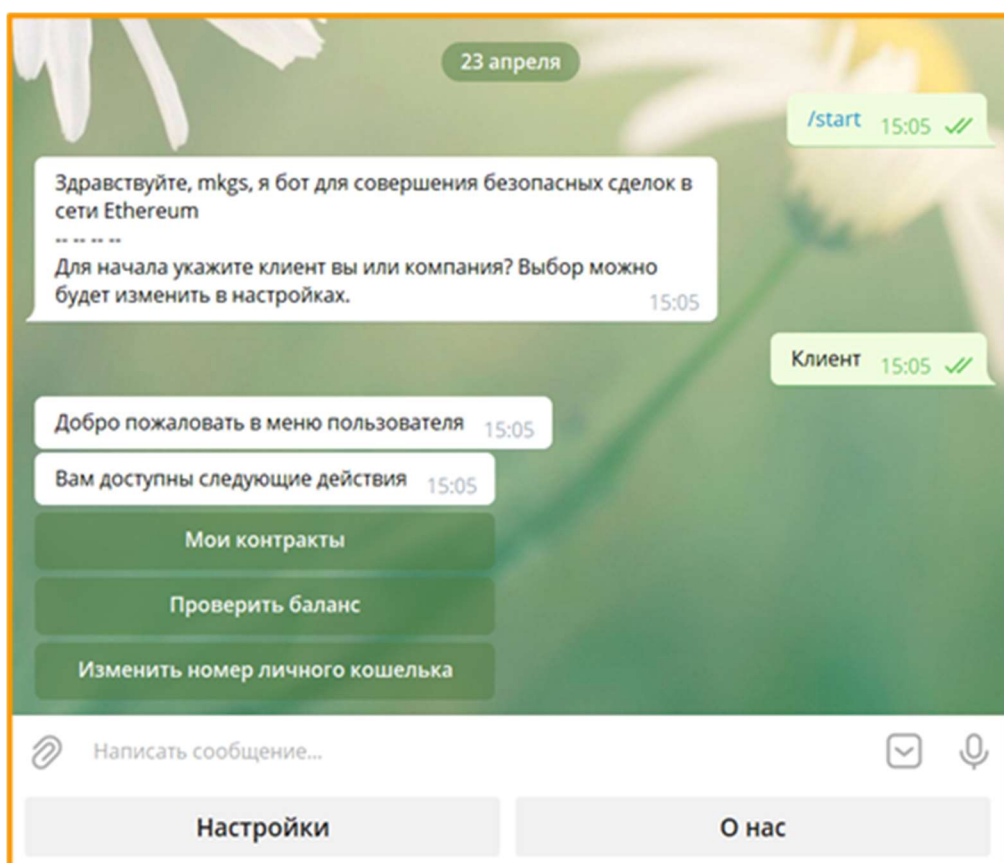 23 апреля
/start 15:05
Здравствуйте, mkgs, я бот для совершения безопасных сделок в
сети Ethereum
-- -- -- --
Для начала укажите клиент вы или компания? Выбор можно
будет изменить в настройках. 15:05
Клиент 15:05
Добро пожаловать в меню пользователя 15:05
Вам доступны следующие действия 15:05
Мои контракты
Проверить баланс
Изменить номер личного кошелька
Написать сообщение...
Настройки
О нас